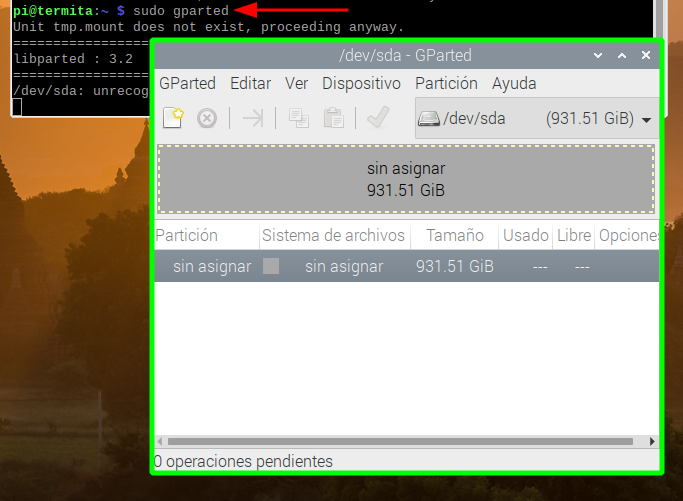 pi@termita:~ $ sudo gparted
Unit tmp.mount does not exist, proceeding anyway.
libparted : 3.2
/dev/sda: unrecog
/dev/sda - GParted
GParted Editar Ver Dispositivo Partición Ayuda
/dev/sda (931.51 GiB)
sin asignar
931.51 GiB
Partición Sistema de archivos Tamaño Usado Libre Opciones
sin asignar sin asignar 931.51 GiB --- ---
0 operaciones pendientes